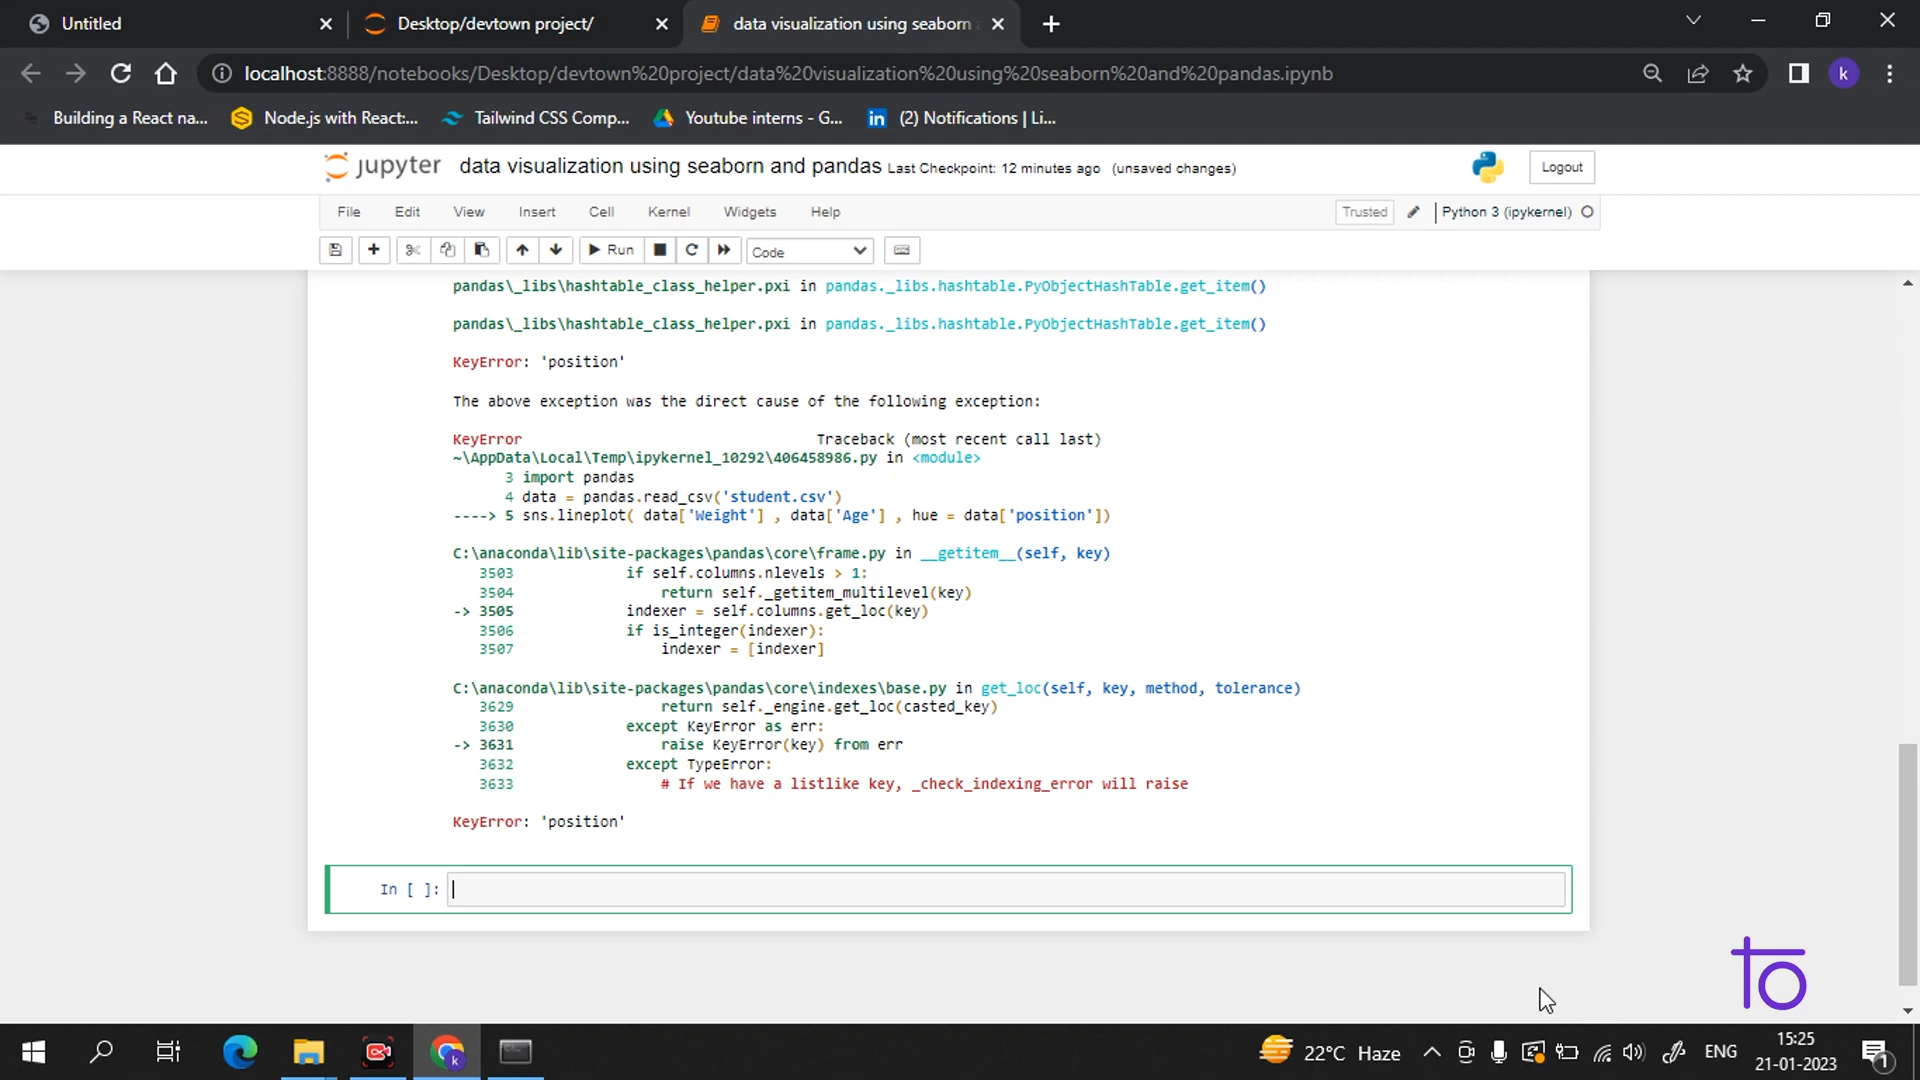 Untitled
Desktop/devtown project/
data visualization using seaborn
localhost:8888/notebooks/Desktop/devtown%20project/data%20visualization%20using%20seaborn%20and%20pandas.ipynb
k
Building a React na...
Node.js with React:...
Tailwind CSS Comp...
Youtube interns - G...
(2) Notifications | Li...
jupyter data visualization using seaborn and pandas Last Checkpoint: 12 minutes ago (unsaved changes)
Logout
File Edit View Insert Cell Kernel Widgets Help
Trusted
Python 3 (ipykernel)
Run
Code
pandas\_libs\hashtable_class_helper.pxi in pandas._libs.hashtable.PyObjectHashTable.get_item()
pandas\_libs\hashtable_class_helper.pxi in pandas._libs.hashtable.PyObjectHashTable.get_item()
KeyError: 'position'
The above exception was the direct cause of the following exception:
KeyError Traceback (most recent call last)
~\AppData\Local\Temp\ipykernel_10292\406458986.py in <module>
3 import pandas
4 data = pandas.read_csv('student.csv')
----> 5 sns.lineplot( data['Weight'] , data['Age'] , hue = data['position'])
C:\anaconda\lib\site-packages\pandas\core\frame.py in __getitem__(self, key)
3503 if self.columns.nlevels > 1:
3504 return self._getitem_multilevel(key)
-> 3505 indexer = self.columns.get_loc(key)
3506 if is_integer(indexer):
3507 indexer = [indexer]
C:\anaconda\lib\site-packages\pandas\core\indexes\base.py in get_loc(self, key, method, tolerance)
3629 return self._engine.get_loc(casted_key)
3630 except KeyError as err:
-> 3631 raise KeyError(key) from err
3632 except TypeError:
3633 # If we have a listlike key, _check_indexing_error will raise
KeyError: 'position'
In [ ]:
22°C Haze
ENG
15:25
21-01-2023
1